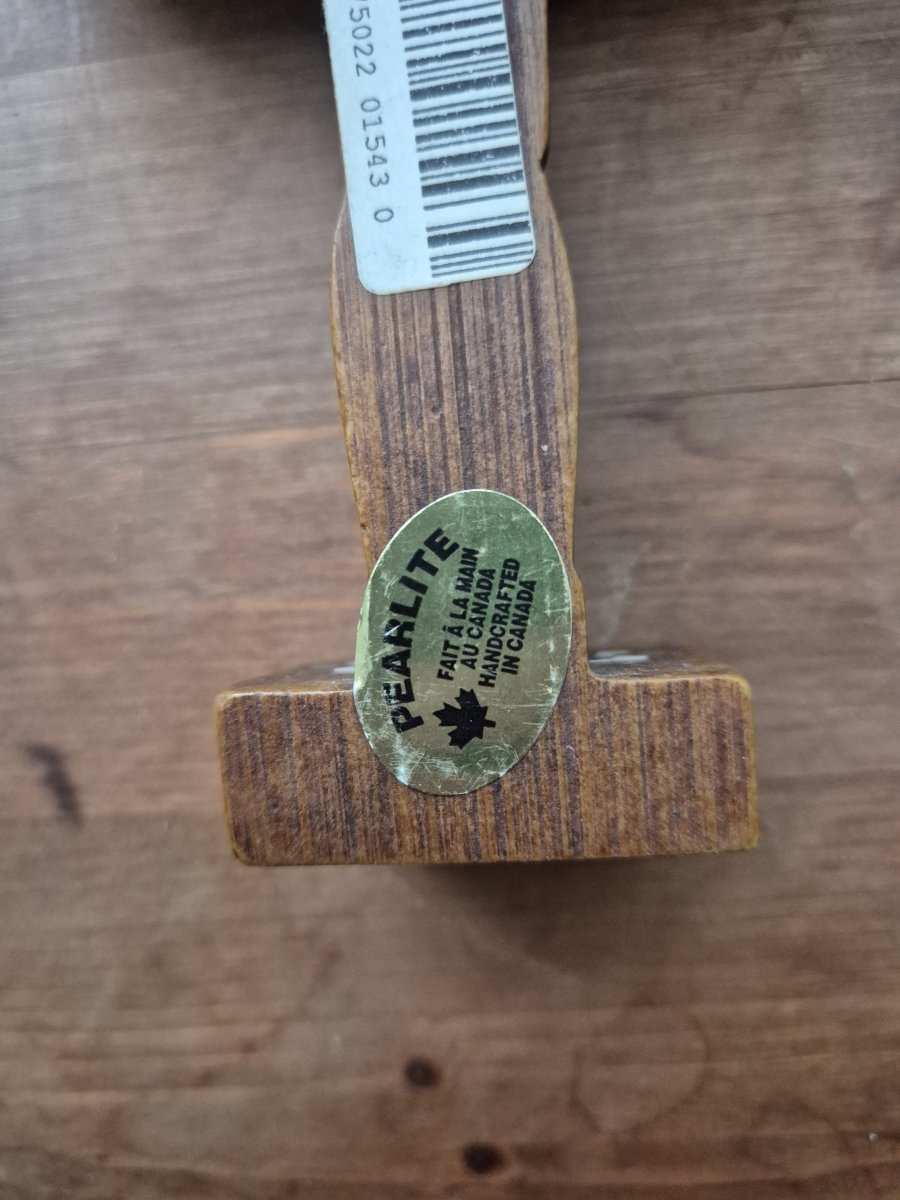 5022 01543 0
PEARLITE
FAIT À LA MAIN
AU CANADA
HANDCRAFTED
IN CANADA